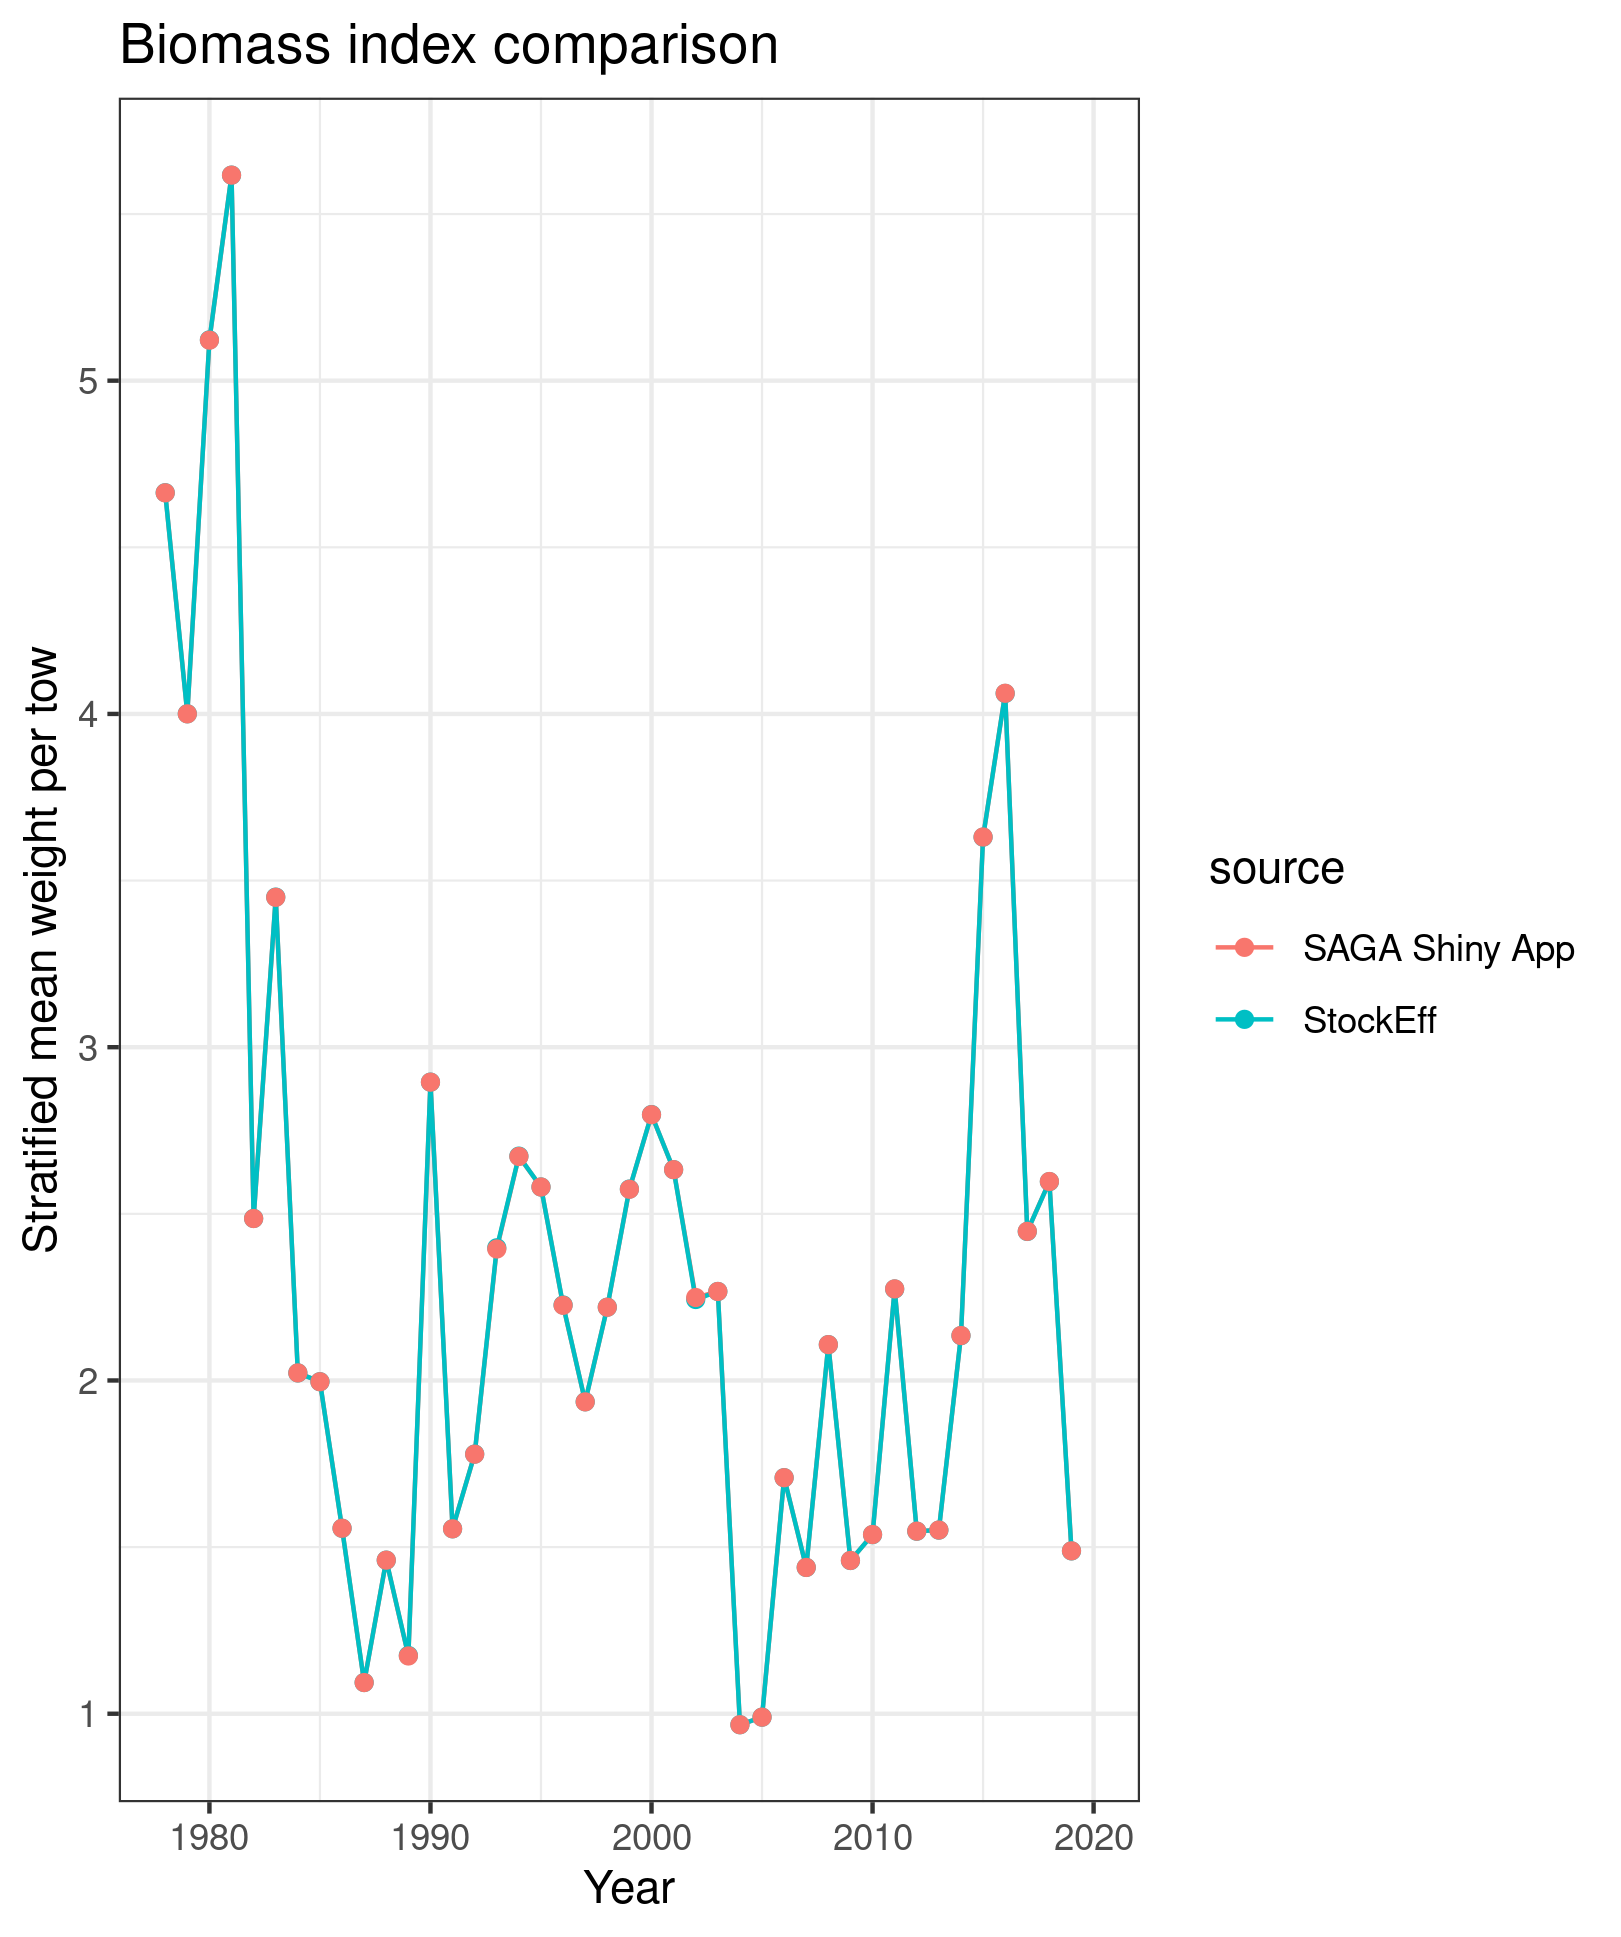 Biomass index comparison
Stratified mean weight per tow
5
4
3
2
1
1980
1990
2000
2010
2020
Year
source
SAGA Shiny App
StockEff